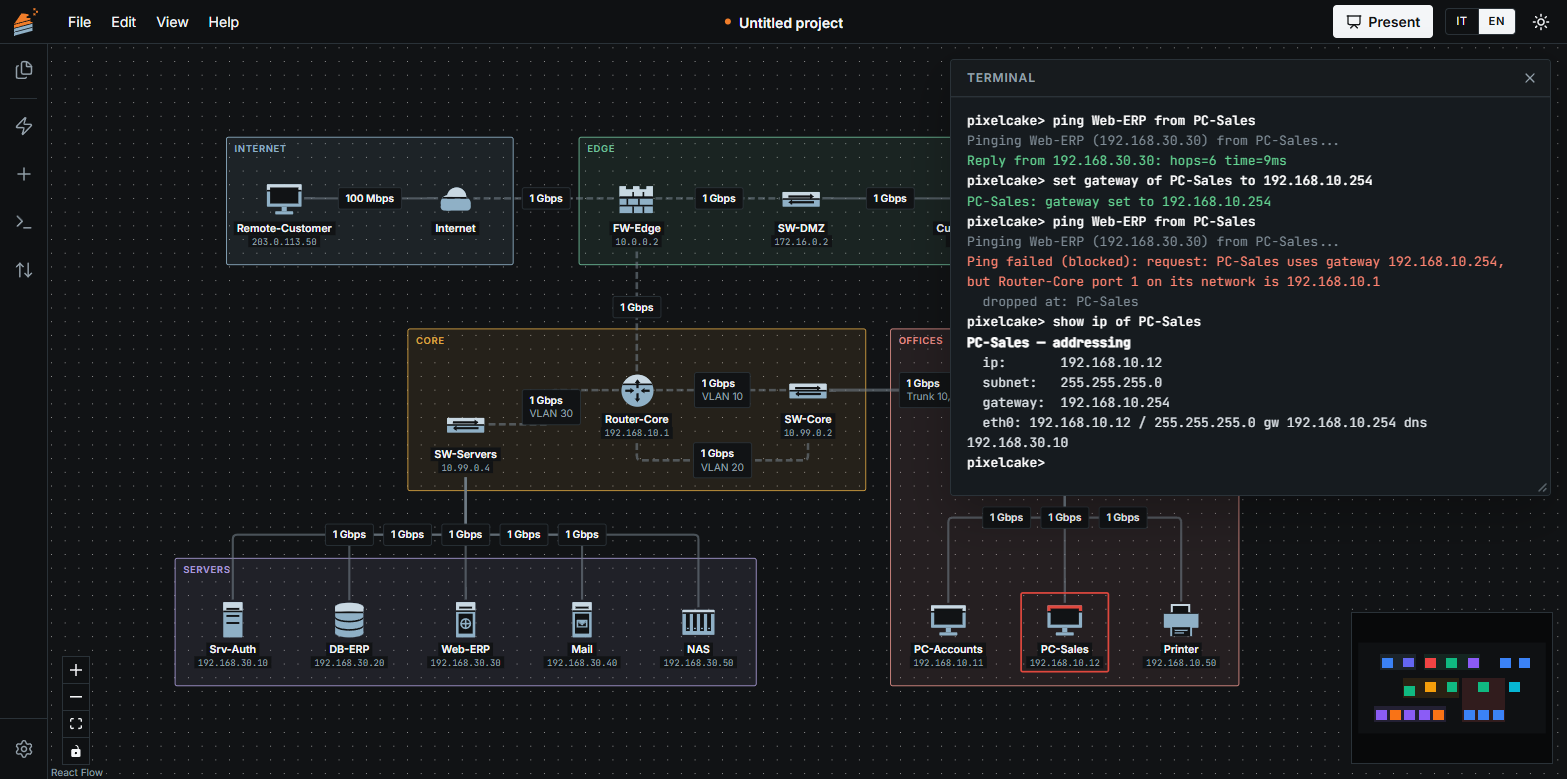 File Edit View Help
Untitled project
Present
IT EN
TERMINAL
pixelcake> ping Web-ERP from PC-Sales
Pinging Web-ERP (192.168.30.30) from PC-Sales...
Reply from 192.168.30.30: hops=6 time=9ms
pixelcake> set gateway of PC-Sales to 192.168.10.254
PC-Sales: gateway set to 192.168.10.254
pixelcake> ping Web-ERP from PC-Sales
Pinging Web-ERP (192.168.30.30) from PC-Sales...
Ping failed (blocked): request: PC-Sales uses gateway 192.168.10.254,
but Router-Core port 1 on its network is 192.168.10.1
dropped at: PC-Sales
pixelcake> show ip of PC-Sales
PC-Sales — addressing
ip: 192.168.10.12
subnet: 255.255.255.0
gateway: 192.168.10.254
eth0: 192.168.10.12 / 255.255.255.0 gw 192.168.10.254 dns
192.168.30.10
pixelcake>
INTERNET
100 Mbps
1 Gbps
Remote-Customer
203.0.113.50
Internet
EDGE
1 Gbps
1 Gbps
FW-Edge
10.0.0.2
SW-DMZ
172.16.0.2
Cu
1 Gbps
CORE
1 Gbps
VLAN 30
1 Gbps
VLAN 10
Router-Core
192.168.10.1
SW-Core
10.99.0.2
SW-Servers
10.99.0.4
1 Gbps
VLAN 20
OFFICES
1 Gbps
Trunk 10,
1 Gbps 1 Gbps 1 Gbps
1 Gbps 1 Gbps 1 Gbps 1 Gbps 1 Gbps
SERVERS
Srv-Auth
192.168.30.10
DB-ERP
192.168.30.20
Web-ERP
192.168.30.30
Mail
192.168.30.40
NAS
192.168.30.50
PC-Accounts
192.168.10.11
PC-Sales
192.168.10.12
Printer
192.168.10.50
React Flow